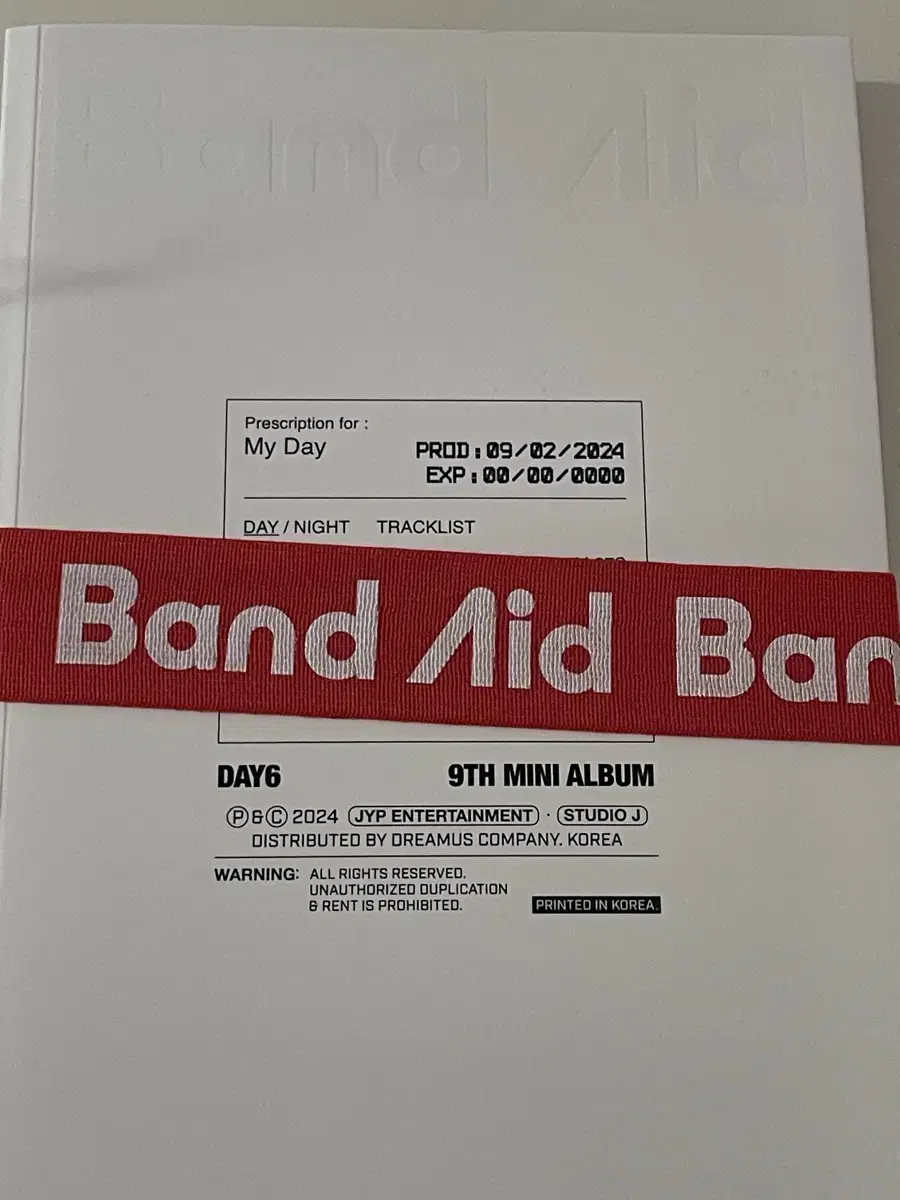 Band Aid
Prescription for :
My Day
PROD : 09/02/2024
EXP : 00/00/0000
DAY / NIGHT TRACKLIST
Band Aid Ban
DAY6 9TH MINI ALBUM
Ⓟ & Ⓒ 2024 JYP ENTERTAINMENT · STUDIO J
DISTRIBUTED BY DREAMUS COMPANY. KOREA
WARNING: ALL RIGHTS RESERVED.
UNAUTHORIZED DUPLICATION
& RENT IS PROHIBITED.
PRINTED IN KOREA.